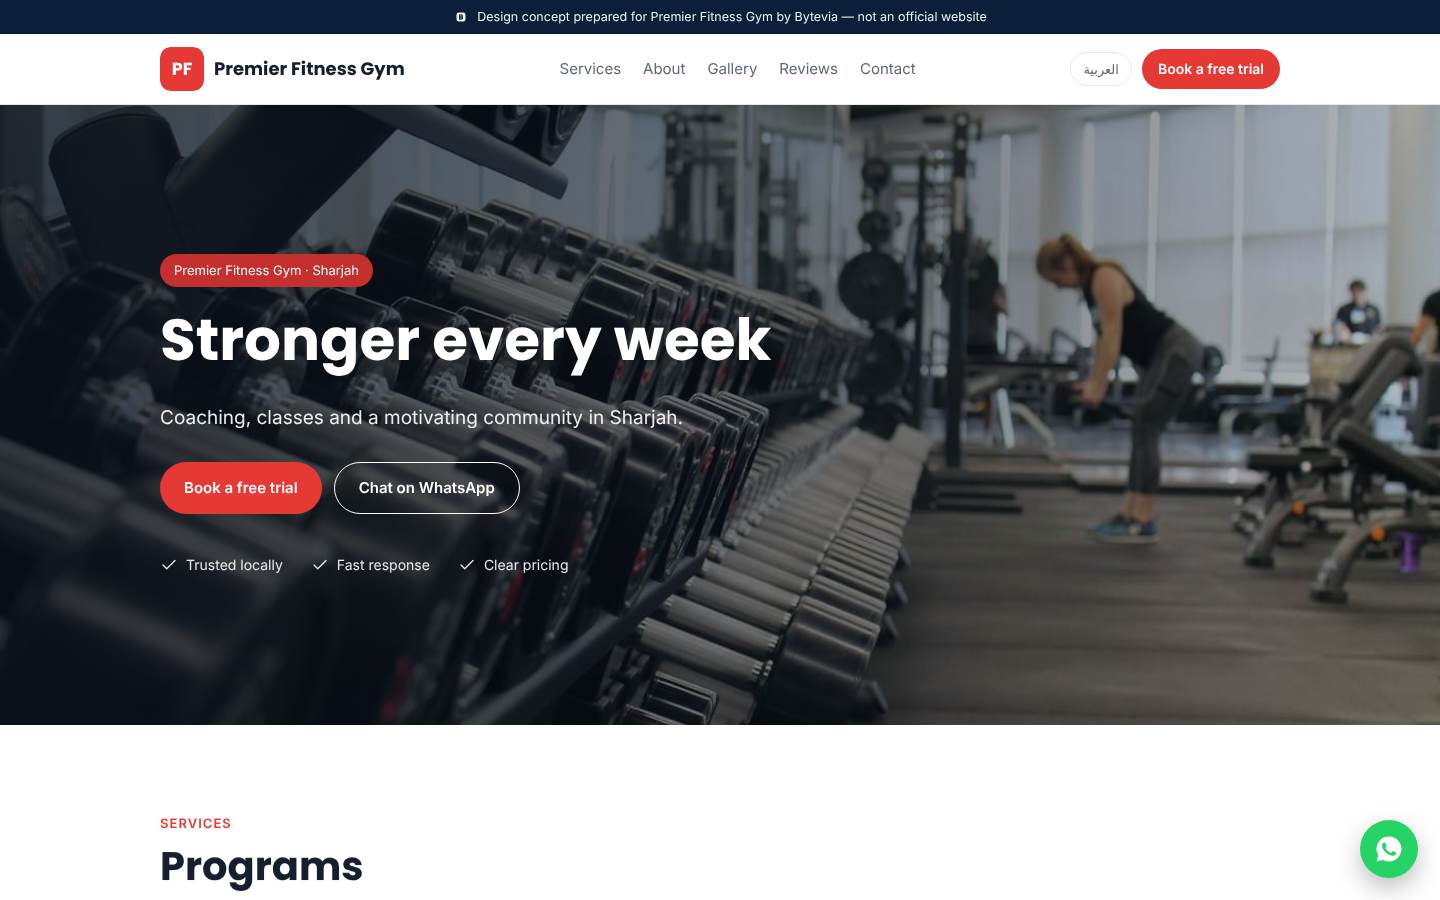 Design concept prepared for Premier Fitness Gym by Bytevia — not an official website
PF Premier Fitness Gym
Services About Gallery Reviews Contact
العربية
Book a free trial
Premier Fitness Gym · Sharjah
Stronger every week
Coaching, classes and a motivating community in Sharjah.
Book a free trial
Chat on WhatsApp
Trusted locally
Fast response
Clear pricing
SERVICES
Programs